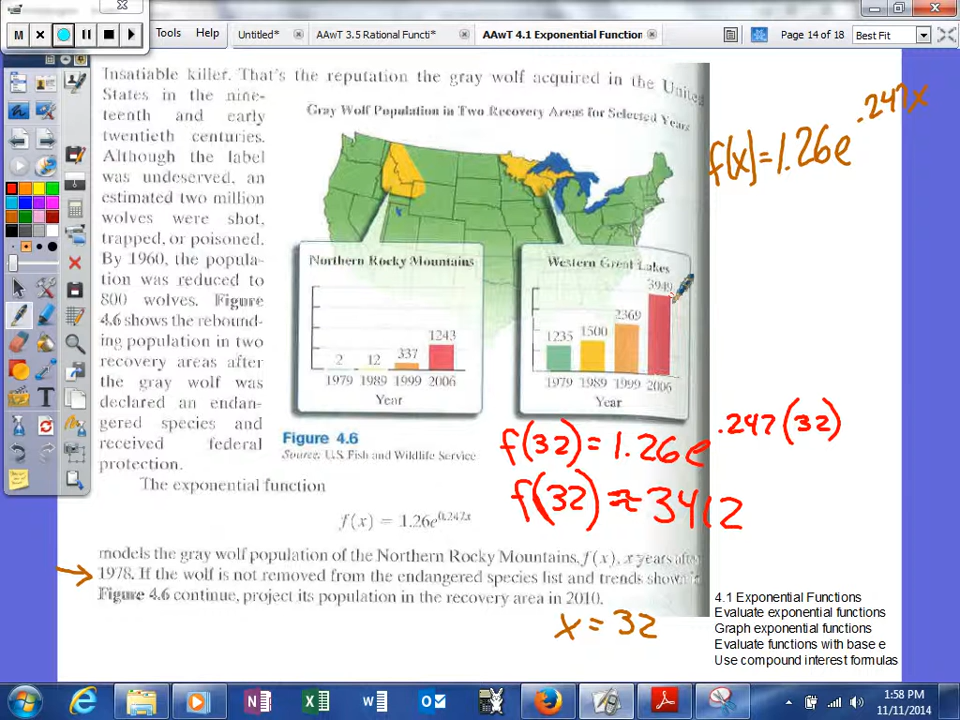 M
Tools Help Untitled* AAwT 3.5 Rational Functi* AAwT 4.1 Exponential Function Page 14 of 18 Best Fit
Insatiable killer. That's the reputation the gray wolf acquired in the United
States in the nine-
teenth and early
twentieth centuries.
Although the label
was undeserved, an
estimated two million
wolves were shot,
trapped, or poisoned.
By 1960, the popula-
tion was reduced to
800 wolves. Figure
4.6 shows the rebound-
ing population in two
recovery areas after
the gray wolf was
declared an endan-
gered species and
received federal
protection.
Gray Wolf Population in Two Recovery Areas for Selected Years
Northern Rocky Mountains
2 12 337 1243
1979 1989 1999 2006
Year
Western Great Lakes
1235 1500 2369 3949
1979 1989 1999 2006
Year
Figure 4.6
Source: U.S. Fish and Wildlife Service
f(x)=1.26e^.247x
f(32)=1.26e^.247(32)
f(32)≈3412
The exponential function
f(x) = 1.26e^0.247x
models the gray wolf population of the Northern Rocky Mountains, f(x), x years after
1978. If the wolf is not removed from the endangered species list and trends shown in
Figure 4.6 continue, project its population in the recovery area in 2010.
x = 32
4.1 Exponential Functions
Evaluate exponential functions
Graph exponential functions
Evaluate functions with base e
Use compound interest formulas
1:58 PM
11/11/2014